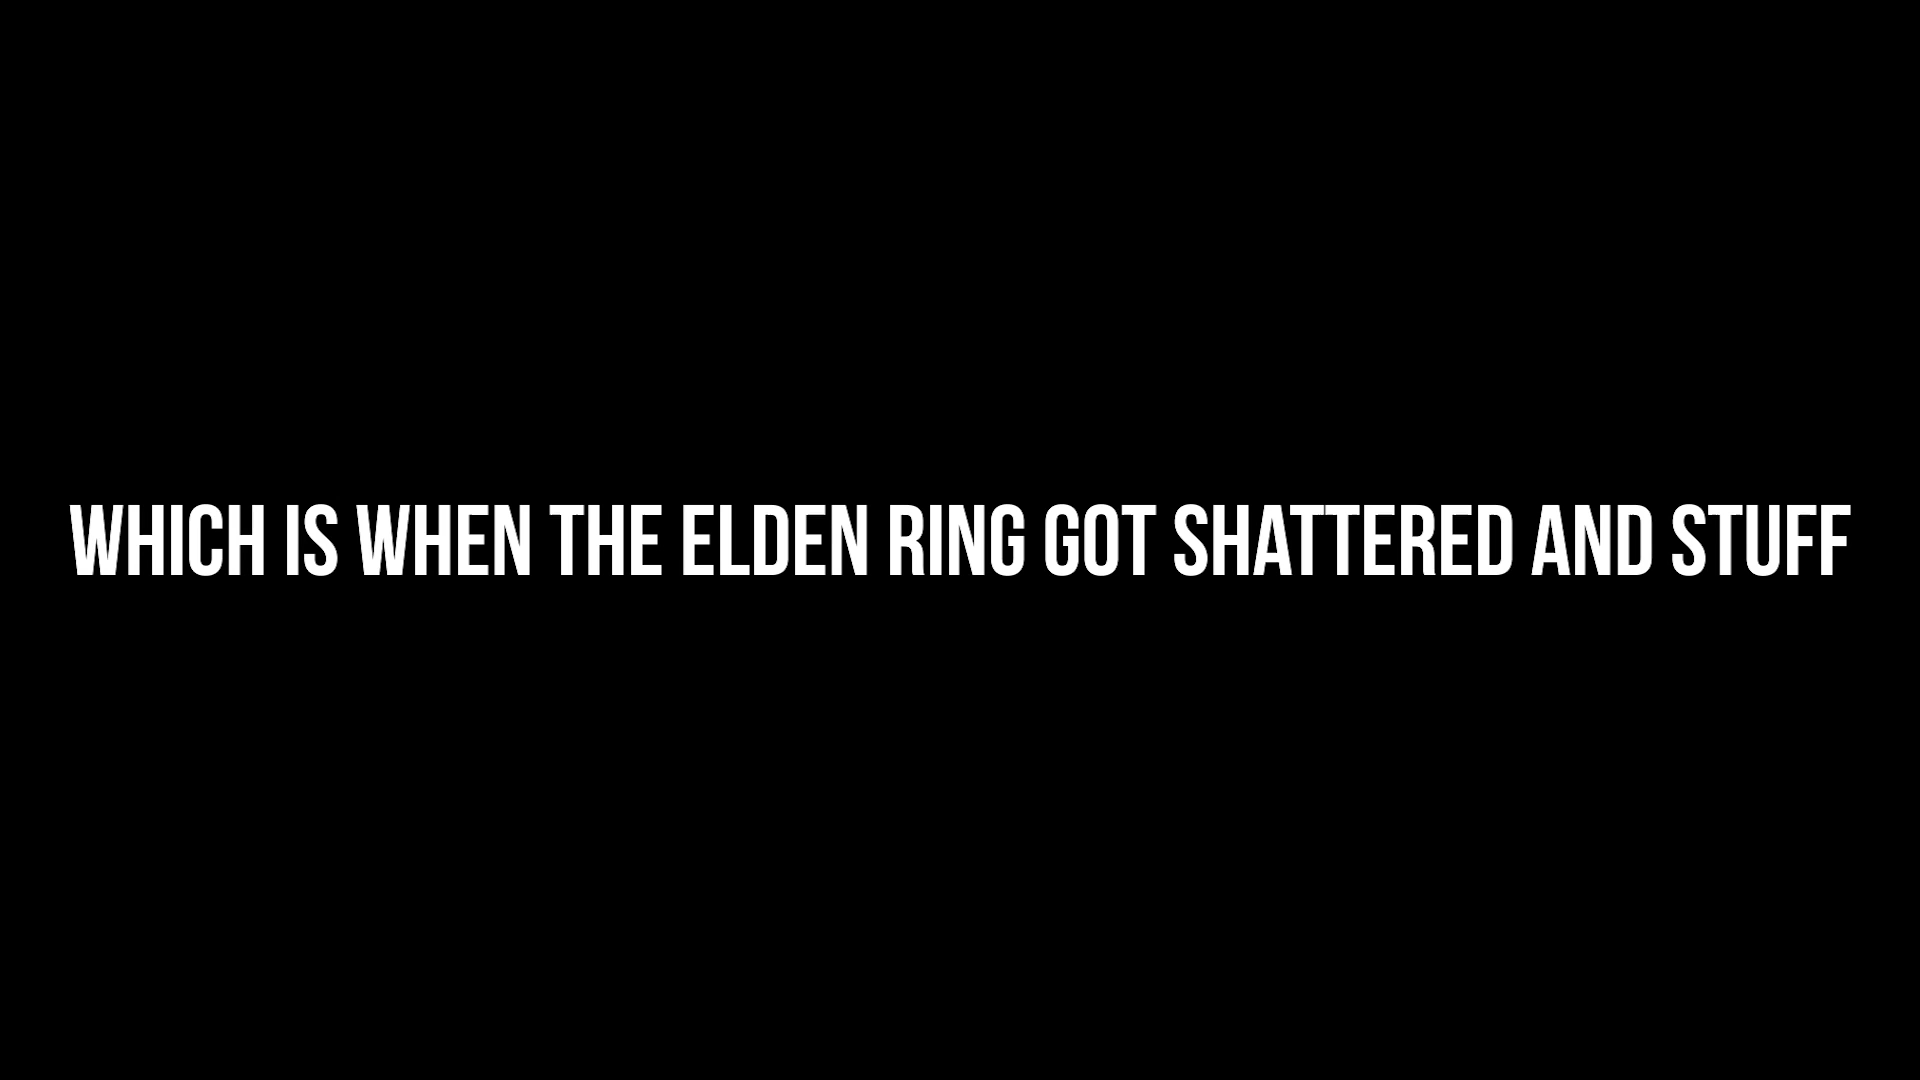 WHICH IS WHEN THE ELDEN RING GOT SHATTERED AND STUFF